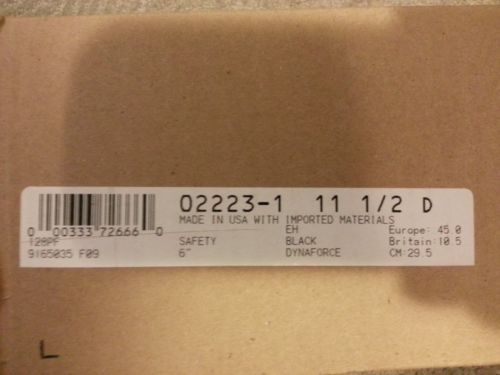 02223-1 11 1/2 D
MADE IN USA WITH IMPORTED MATERIALS
EH Europe: 45.0
0 00333 72666 0
128PF SAFETY BLACK Britain:10.5
9165035 F09 6" DYNAFORCE CM:29.5
L